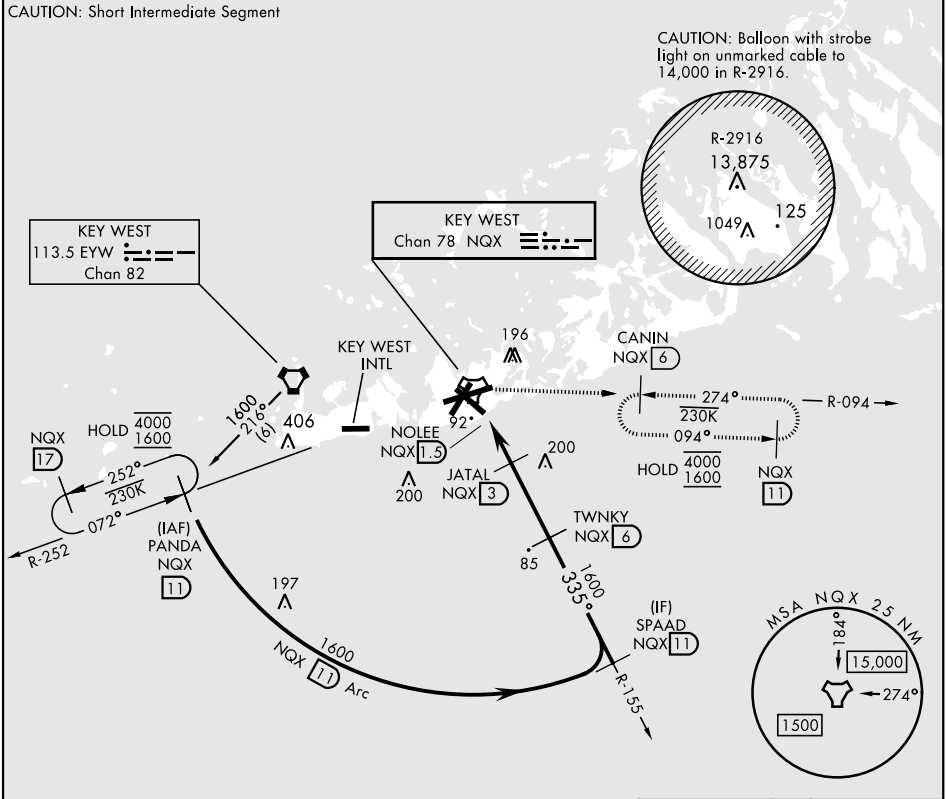 CAUTION: Short Intermediate Segment
CAUTION: Balloon with strobe
light on unmarked cable to
14,000 in R-2916.
R-2916
13,875
1049
125
KEY WEST
113.5 EYW
Chan 82
KEY WEST
Chan 78 NQX
196
CANIN
NQX 6
KEY WEST
INTL
1600
216°
(6)
406
92
NOLEE
NQX 1.5
274°
230K
094°
R-094
HOLD 4000
1600
NQX
11
HOLD 4000
1600
NQX
17
252°
230K
072°
R-252
(IAF)
PANDA
NQX
11
200
JATAL
NQX 3
200
TWNKY
NQX 6
85
1600
335°
197
1600
NQX 11 Arc
(IF)
SPAAD
NQX 11
R-155
MSA NQX 25 NM
184°
15,000
274°
1500